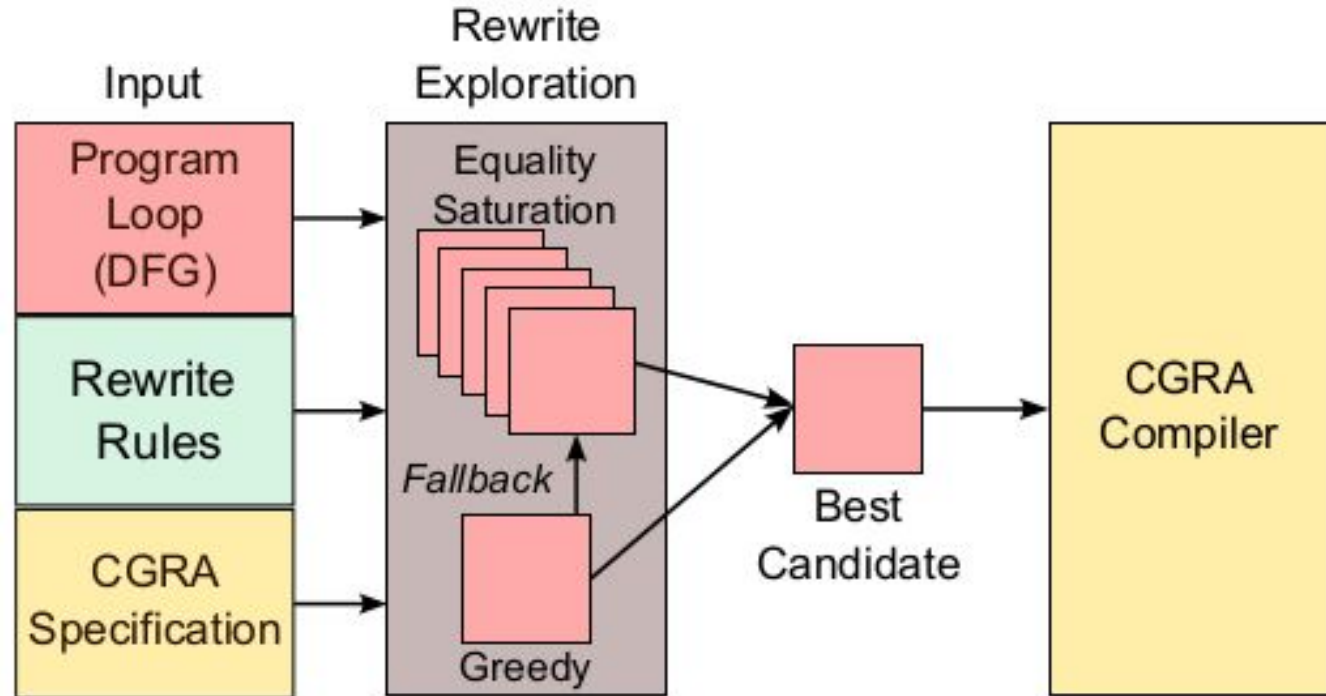 Input
Rewrite
Exploration
Program
Loop
(DFG)
Rewrite
Rules
CGRA
Specification
Equality
Saturation
Fallback
Greedy
Best
Candidate
CGRA
Compiler